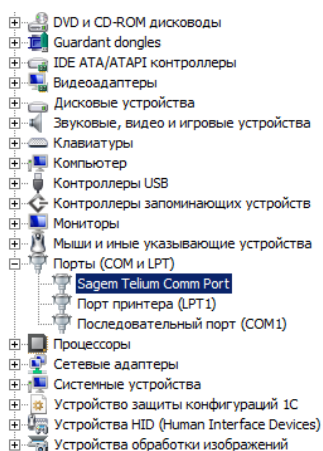 DVD и CD-ROM дисководы
Guardant dongles
IDE ATA/ATAPI контроллеры
Видеоадаптеры
Дисковые устройства
Звуковые, видео и игровые устройства
Клавиатуры
Компьютер
Контроллеры USB
Контроллеры запоминающих устройств
Мониторы
Мыши и иные указывающие устройства
Порты (COM и LPT)
Sagem Telium Comm Port
Порт принтера (LPT1)
Последовательный порт (COM1)
Процессоры
Сетевые адаптеры
Системные устройства
Устройство защиты конфигураций 1C
Устройства HID (Human Interface Devices)
Устройства обработки изображений